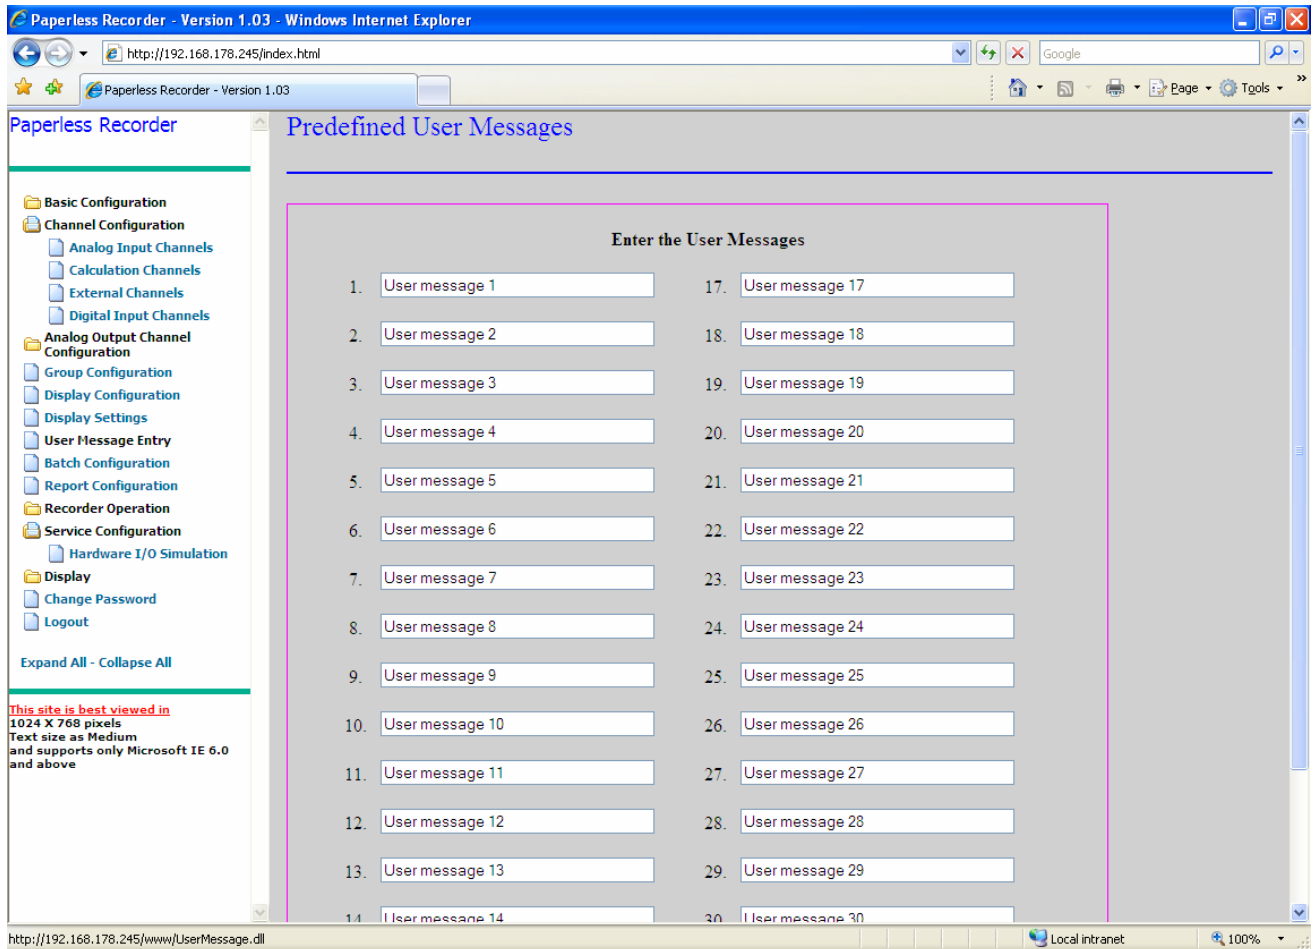 Paperless Recorder - Version 1.03 - Windows Internet Explorer
http://192.168.178.245/index.html
Google
Paperless Recorder - Version 1.03
Page
Tools
»
Paperless Recorder
Basic Configuration
Channel Configuration
Analog Input Channels
Calculation Channels
External Channels
Digital Input Channels
Analog Output Channel
Configuration
Group Configuration
Display Configuration
Display Settings
User Message Entry
Batch Configuration
Report Configuration
Recorder Operation
Service Configuration
Hardware I/O Simulation
Display
Change Password
Logout
Expand All - Collapse All
This site is best viewed in
1024 X 768 pixels
Text size as Medium
and supports only Microsoft IE 6.0
and above
Predefined User Messages
Enter the User Messages
1. User message 1 17. User message 17
2. User message 2 18. User message 18
3. User message 3 19. User message 19
4. User message 4 20. User message 20
5. User message 5 21. User message 21
6. User message 6 22. User message 22
7. User message 7 23. User message 23
8. User message 8 24. User message 24
9. User message 9 25. User message 25
10. User message 10 26. User message 26
11. User message 11 27. User message 27
12. User message 12 28. User message 28
13. User message 13 29. User message 29
14. User message 14 30. User message 30
http://192.168.178.245/www/UserMessage.dll
Local intranet
100%